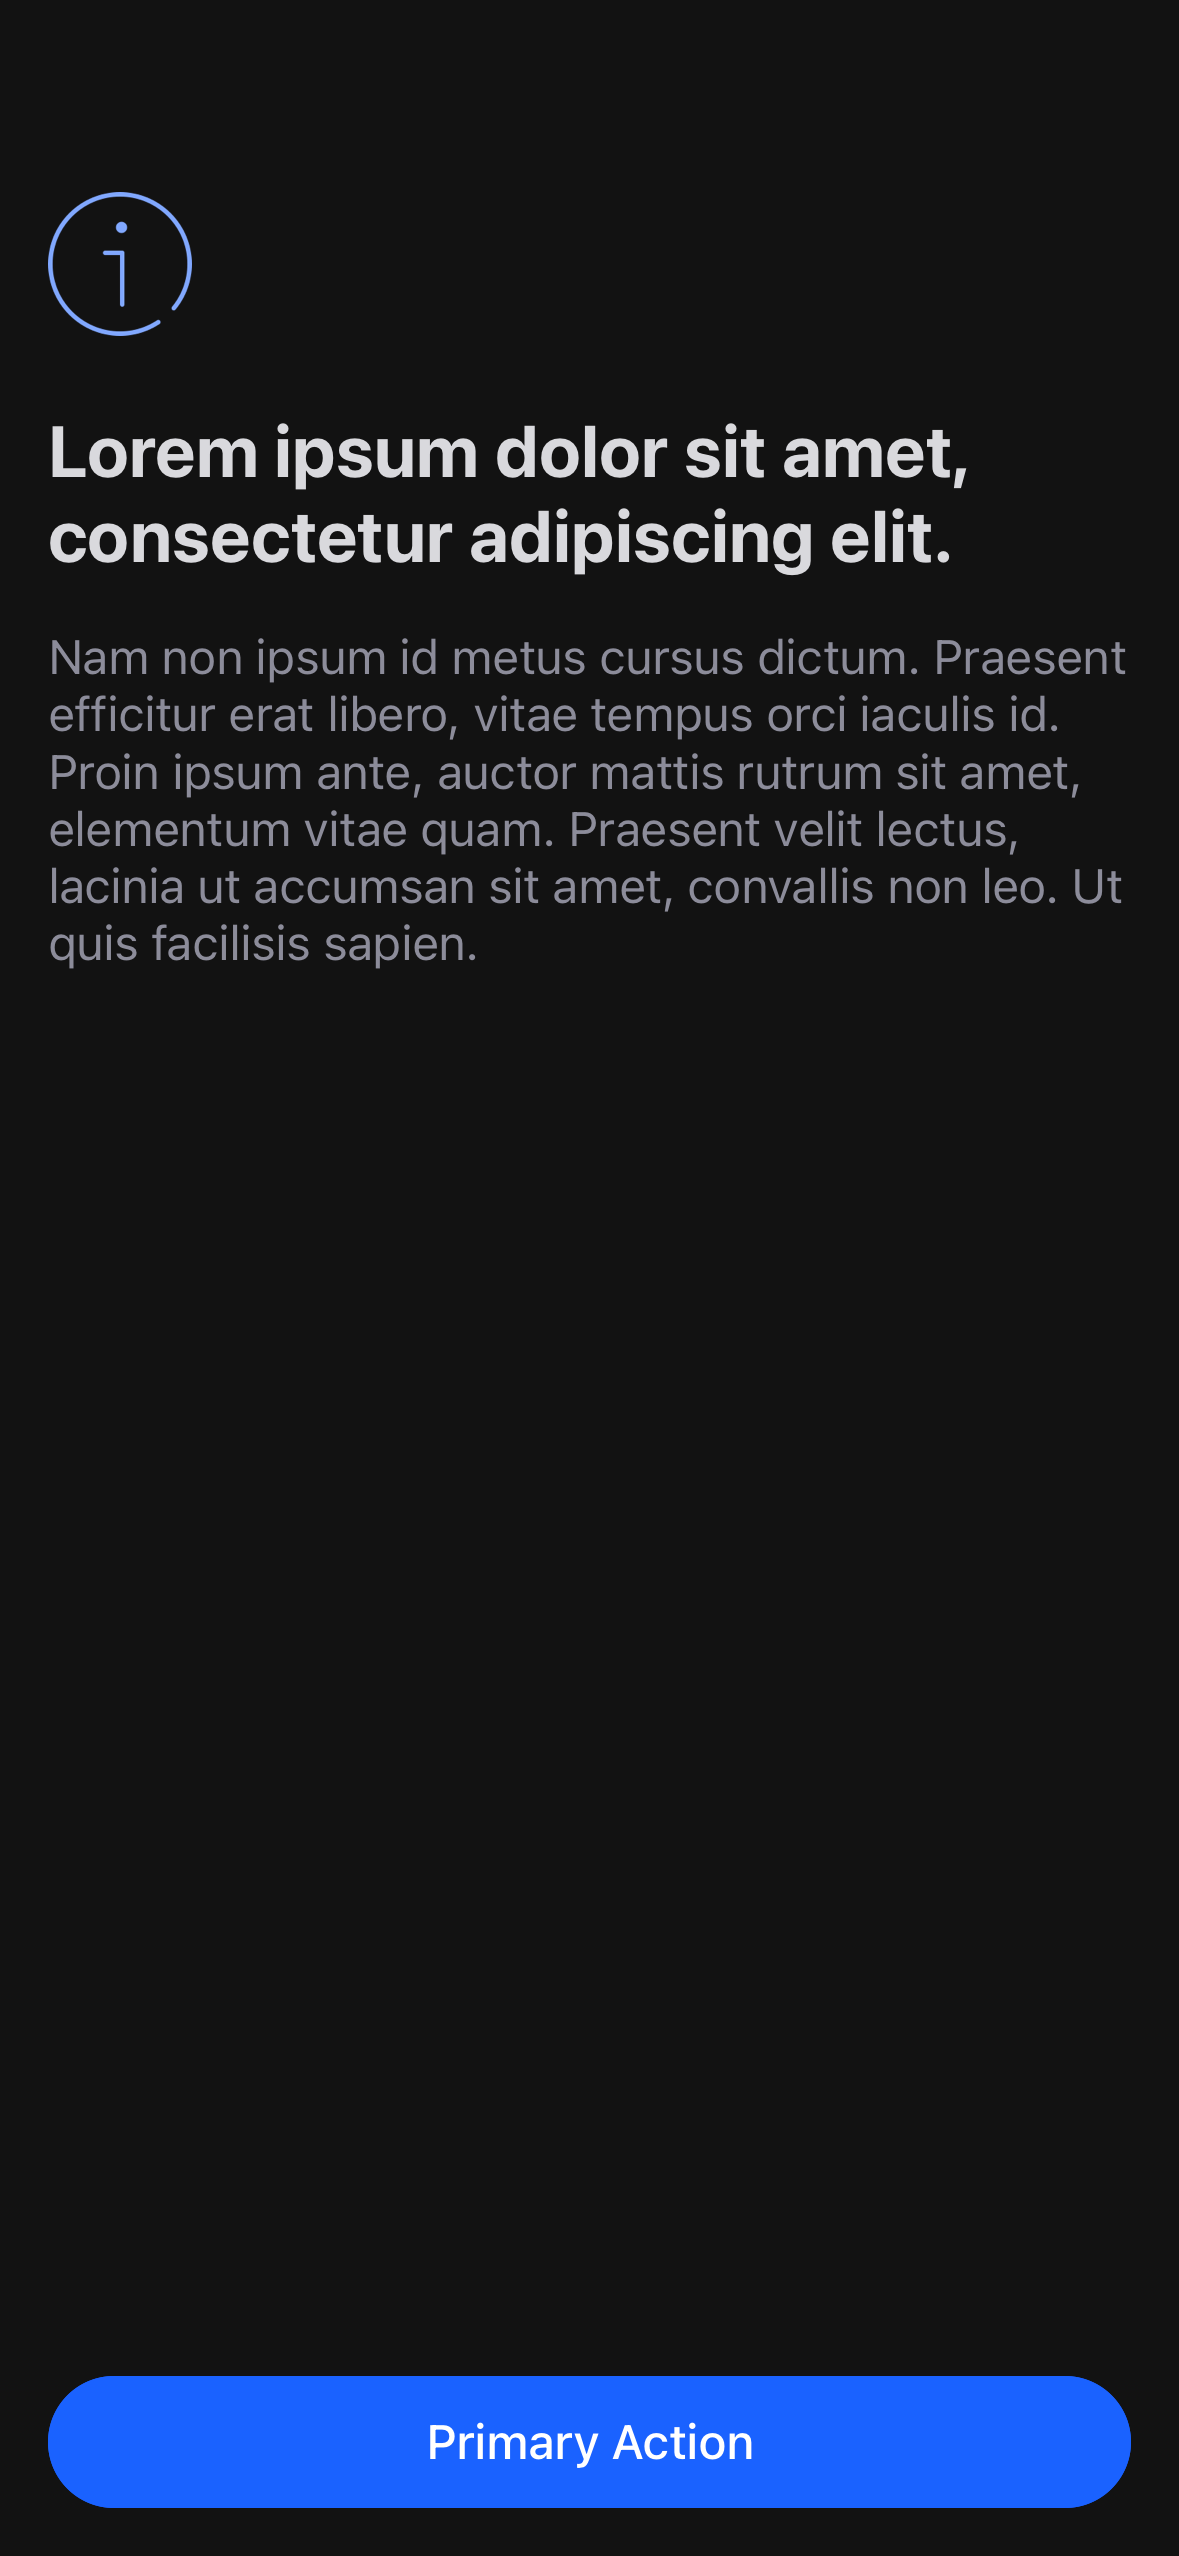 Lorem ipsum dolor sit amet,
consectetur adipiscing elit.
Nam non ipsum id metus cursus dictum. Praesent
efficitur erat libero, vitae tempus orci iaculis id.
Proin ipsum ante, auctor mattis rutrum sit amet,
elementum vitae quam. Praesent velit lectus,
lacinia ut accumsan sit amet, convallis non leo. Ut
quis facilisis sapien.
Primary Action